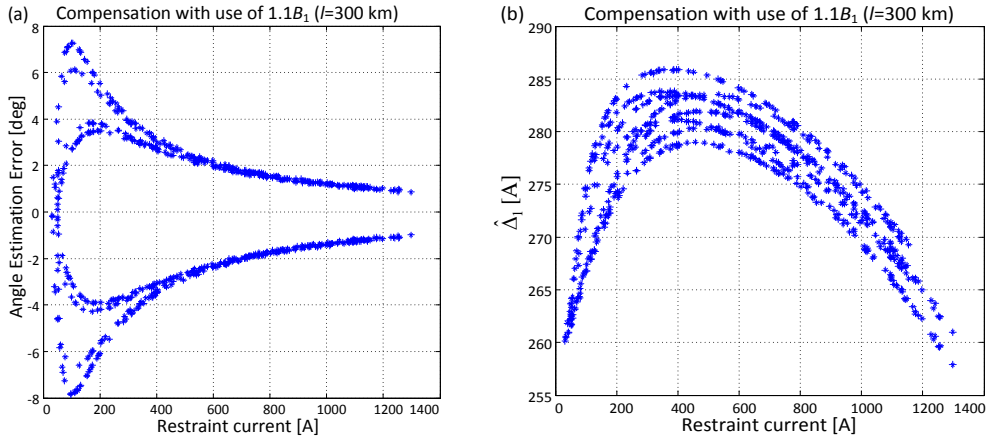 (a) Compensation with use of 1.1B₁ (l=300 km)
8
6
4
2
0
-2
-4
-6
-8
Angle Estimation Error [deg]
0 200 400 600 800 1000 1200 1400
Restraint current [A]
(b) Compensation with use of 1.1B₁ (l=300 km)
290
285
280
275
270
265
260
255
Δ̂₁ [A]
0 200 400 600 800 1000 1200 1400
Restraint current [A]